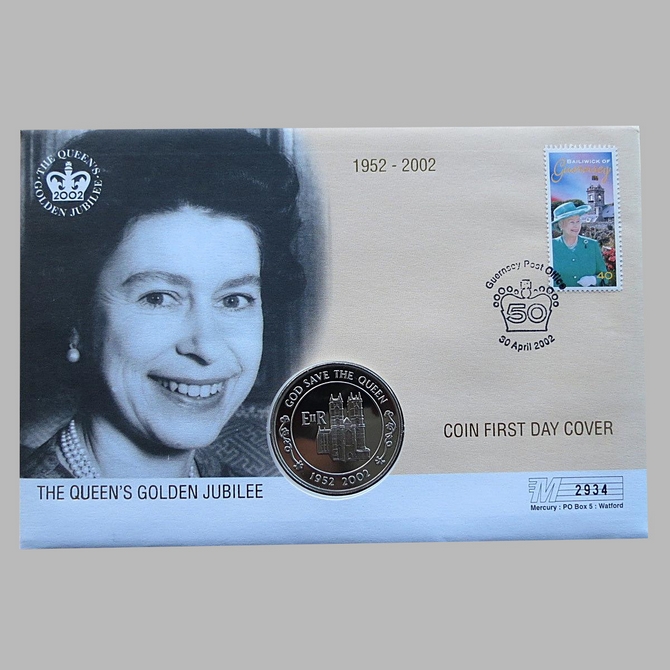 THE QUEEN'S
GOLDEN JUBILEE
2002
1952 - 2002
BAILIWICK OF
Guernsey
40
Guernsey Post Office
50
30 April 2002
GOD SAVE THE QUEEN
EIIR
1952 2002
COIN FIRST DAY COVER
THE QUEEN'S GOLDEN JUBILEE
M 2934
Mercury : PO Box 5 : Watford